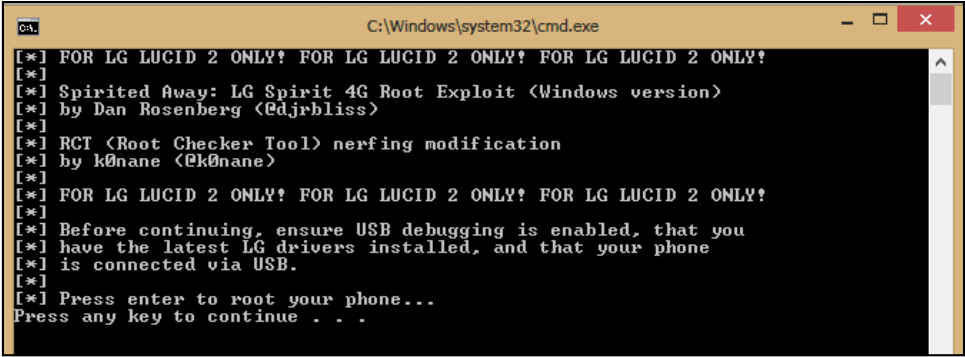 C:\Windows\system32\cmd.exe
[*] FOR LG LUCID 2 ONLY! FOR LG LUCID 2 ONLY! FOR LG LUCID 2 ONLY!
[*]
[*] Spirited Away: LG Spirit 4G Root Exploit (Windows version)
[*] by Dan Rosenberg (@djrbliss)
[*]
[*] RCT (Root Checker Tool) nerfing modification
[*] by k0nane (@k0nane)
[*]
[*] FOR LG LUCID 2 ONLY! FOR LG LUCID 2 ONLY! FOR LG LUCID 2 ONLY!
[*]
[*] Before continuing, ensure USB debugging is enabled, that you
[*] have the latest LG drivers installed, and that your phone
[*] is connected via USB.
[*]
[*] Press enter to root your phone...
Press any key to continue . . .